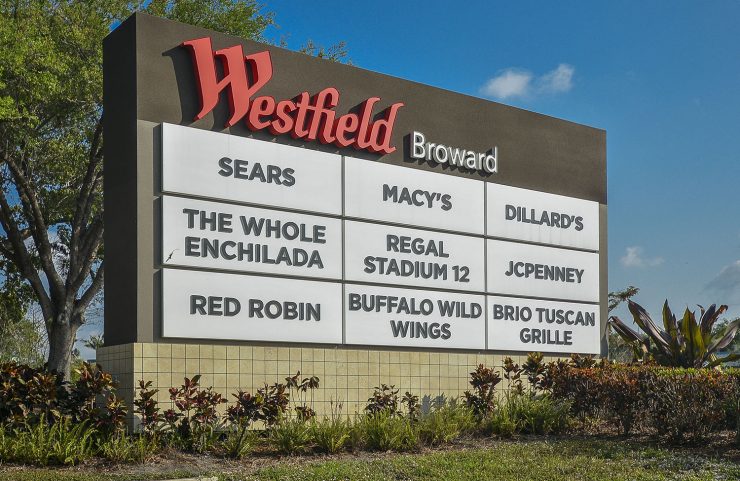 Westfield Broward
SEARS
MACY'S
DILLARD'S
THE WHOLE
ENCHILADA
REGAL
STADIUM 12
JCPENNEY
RED ROBIN
BUFFALO WILD
WINGS
BRIO TUSCAN
GRILLE